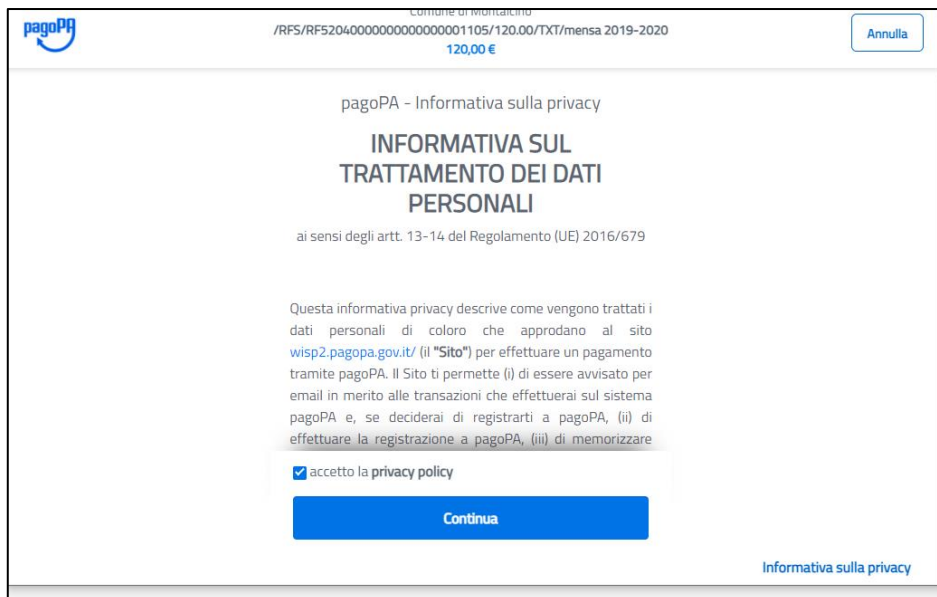 pagoPA
Comune di Montalcino
/RFS/RF52040000000000000001105/120.00/TXT/mensa 2019-2020
120,00 €
Annulla
pagoPA - Informativa sulla privacy
INFORMATIVA SUL
TRATTAMENTO DEI DATI
PERSONALI
ai sensi degli artt. 13-14 del Regolamento (UE) 2016/679
Questa informativa privacy descrive come vengono trattati i
dati personali di coloro che approdano al sito
wisp2.pagopa.gov.it/ (il "Sito") per effettuare un pagamento
tramite pagoPA. Il Sito ti permette (i) di essere avvisato per
email in merito alle transazioni che effettuerai sul sistema
pagoPA e, se deciderai di registrarti a pagoPA, (ii) di
effettuare la registrazione a pagoPA, (iii) di memorizzare
accetto la privacy policy
Continua
Informativa sulla privacy